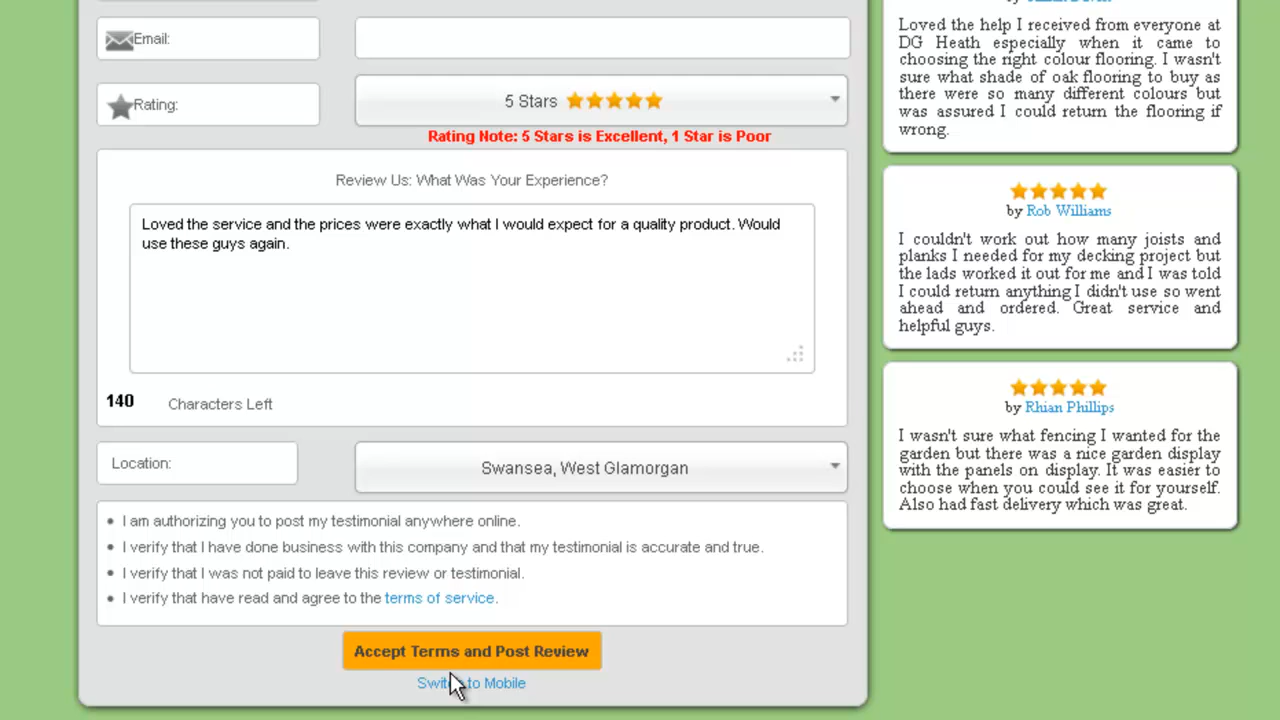 Email:
Rating:
5 Stars
Rating Note: 5 Stars is Excellent, 1 Star is Poor
Review Us: What Was Your Experience?
Loved the service and the prices were exactly what I would expect for a quality product. Would
use these guys again.
140 Characters Left
Location:
Swansea, West Glamorgan
I am authorizing you to post my testimonial anywhere online.
I verify that I have done business with this company and that my testimonial is accurate and true.
I verify that I was not paid to leave this review or testimonial.
I verify that have read and agree to the terms of service.
Accept Terms and Post Review
to Mobile
by
Loved the help I received from everyone at
DG Heath especially when it came to
choosing the right colour flooring. I wasn't
sure what shade of oak flooring to buy as
there were so many different colours but
was assured I could return the flooring if
wrong.
by Rob Williams
I couldn't work out how many joists and
planks I needed for my decking project but
the lads worked it out for me and I was told
I could return anything I didn't use so went
ahead and ordered. Great service and
helpful guys.
by Rhian Phillips
I wasn't sure what fencing I wanted for the
garden but there was a nice garden display
with the panels on display. It was easier to
choose when you could see it for yourself.
Also had fast delivery which was great.